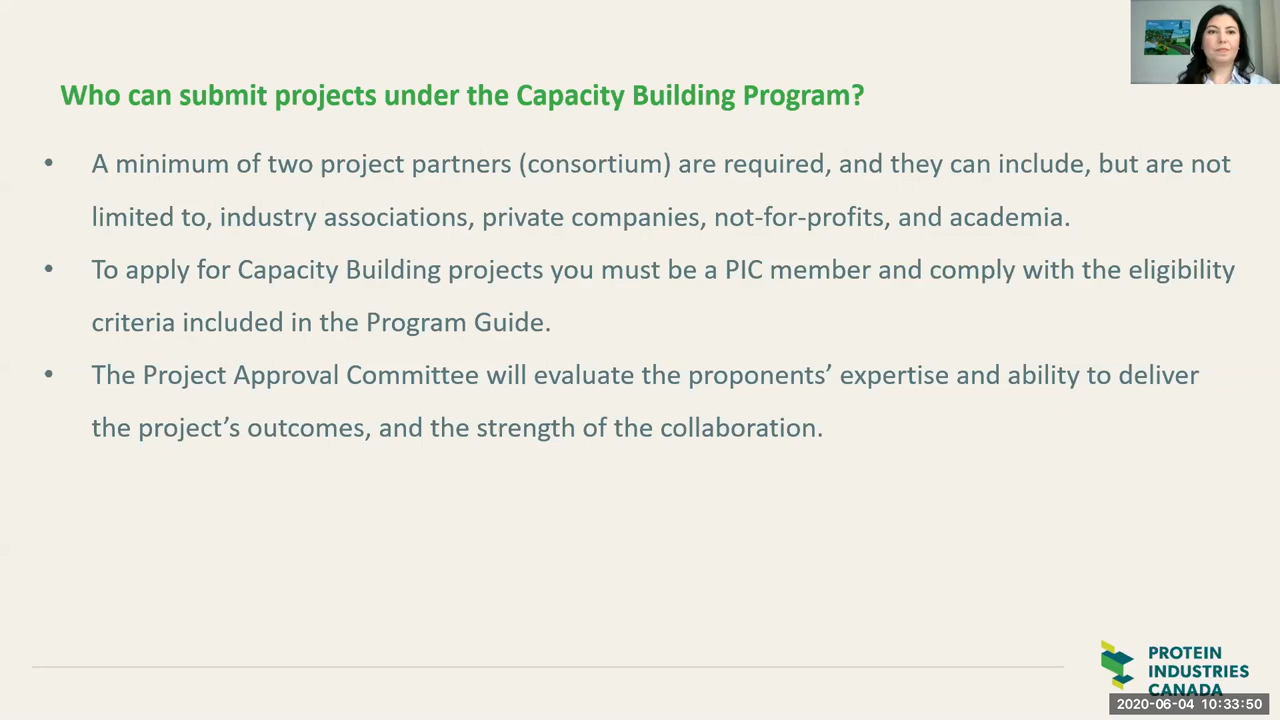 Who can submit projects under the Capacity Building Program?
• A minimum of two project partners (consortium) are required, and they can include, but are not
limited to, industry associations, private companies, not-for-profits, and academia.
• To apply for Capacity Building projects you must be a PIC member and comply with the eligibility
criteria included in the Program Guide.
• The Project Approval Committee will evaluate the proponents’ expertise and ability to deliver
the project’s outcomes, and the strength of the collaboration.
PROTEIN
INDUSTRIES
CANADA
2020-06-04 10:33:50